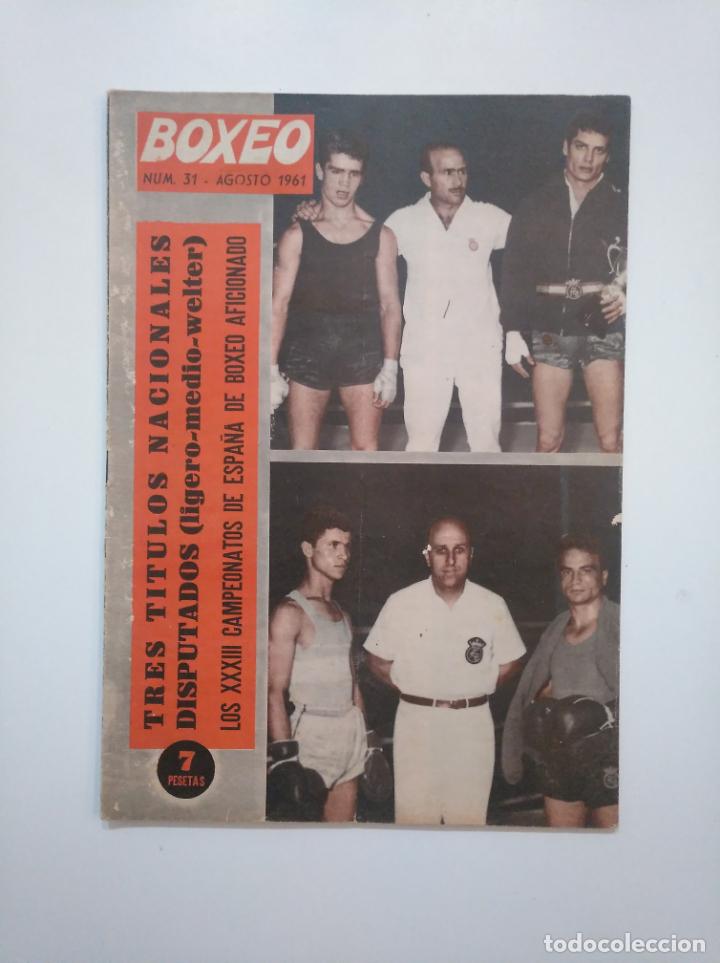 BOXEO
NUM. 31 - AGOSTO 1961
TRES TITULOS NACIONALES
DISPUTADOS (ligero-medio-welter)
LOS XXXIII CAMPEONATOS DE ESPAÑA DE BOXEO AFICIONADO
7
PESETAS
todocoleccion